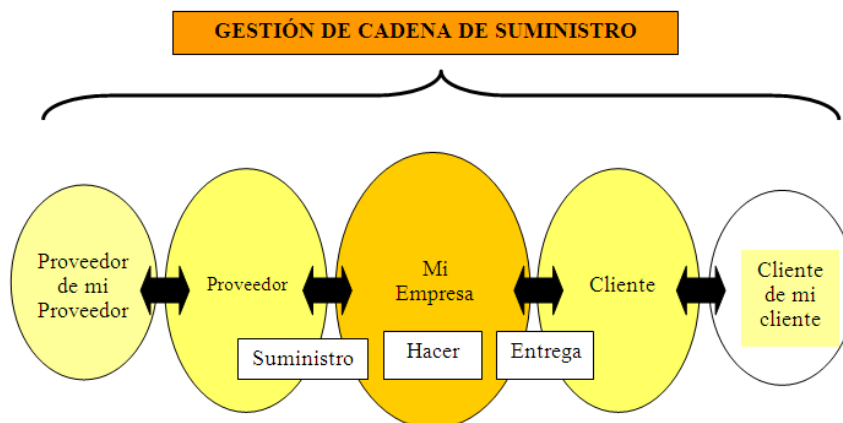 GESTIÓN DE CADENA DE SUMINISTRO
Proveedor
de mi
Proveedor
Proveedor
Mi
Empresa
Cliente
Cliente
de mi
cliente
Suministro
Hacer
Entrega